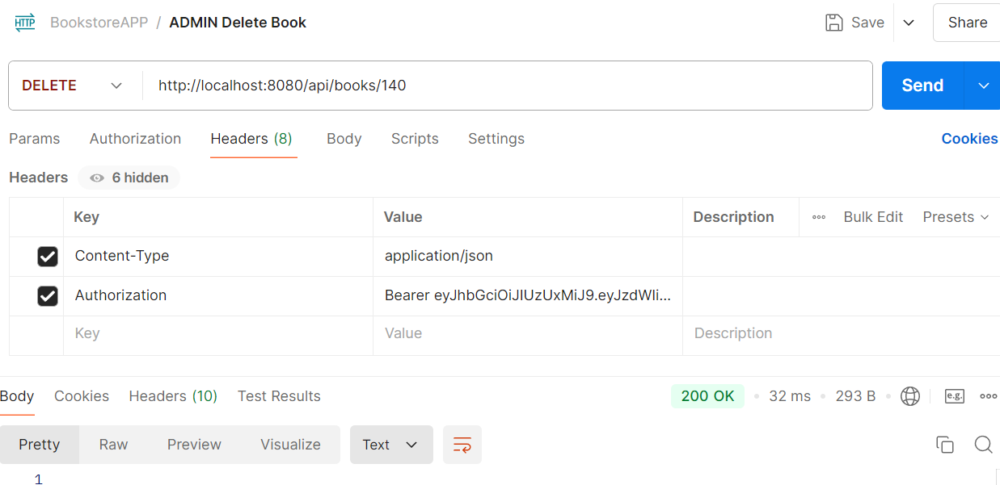 HTTP BookstoreAPP / ADMIN Delete Book Save Share
DELETE http://localhost:8080/api/books/140 Send
Params Authorization Headers (8) Body Scripts Settings Cookies
Headers 6 hidden
Key Value Description Bulk Edit Presets
Content-Type application/json
Authorization Bearer eyJhbGciOiJIUzUxMiJ9.eyJzdWIi...
Key Value Description
Body Cookies Headers (10) Test Results 200 OK 32 ms 293 B e.g.
Pretty Raw Preview Visualize Text
1